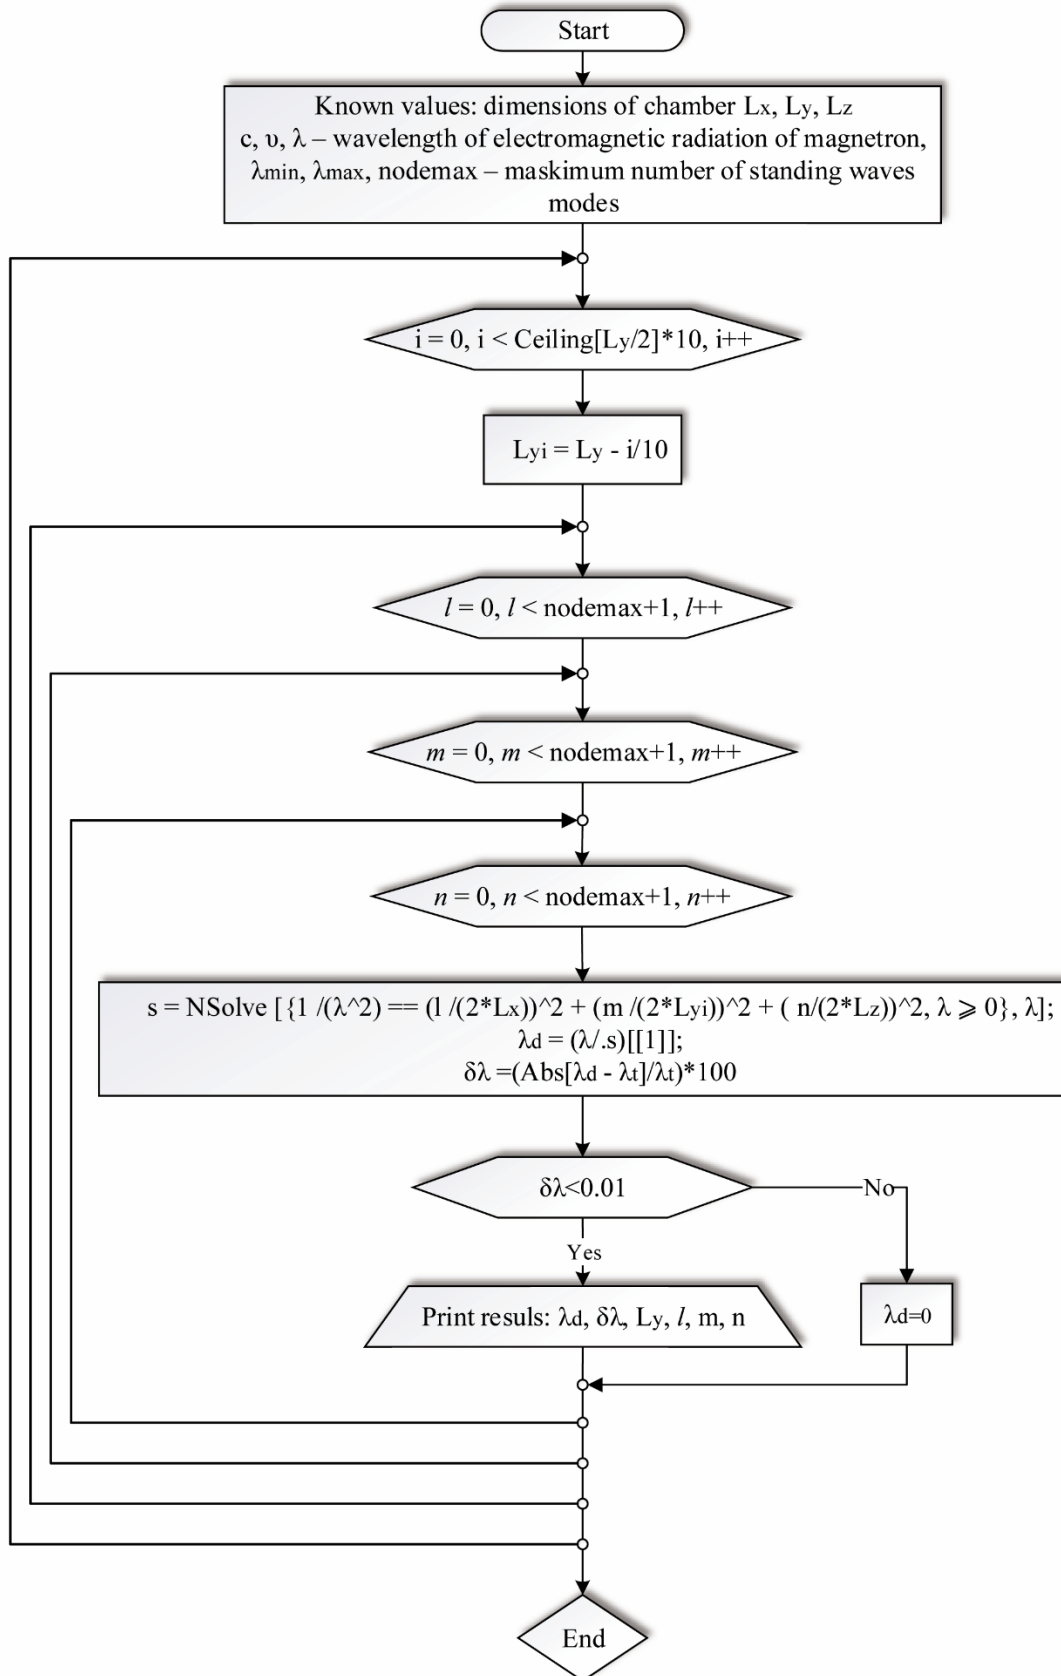 Start
Known values: dimensions of chamber Lx, Ly, Lz
c, υ, λ – wavelength of electromagnetic radiation of magnetron,
λmin, λmax, nodemax – maskimum number of standing waves
modes
i = 0, i < Ceiling[Ly/2]*10, i++
Lyi = Ly - i/10
l = 0, l < nodemax+1, l++
m = 0, m < nodemax+1, m++
n = 0, n < nodemax+1, n++
s = NSolve [{1 /(λ^2) == (l /(2*Lx))^2 + (m /(2*Lyi))^2 + ( n/(2*Lz))^2, λ ⩾ 0}, λ];
λd = (λ/.s)[[1]];
δλ =(Abs[λd - λt]/λt)*100
δλ<0.01
No
Yes
Print resuls: λd, δλ, Ly, l, m, n
λd=0
End